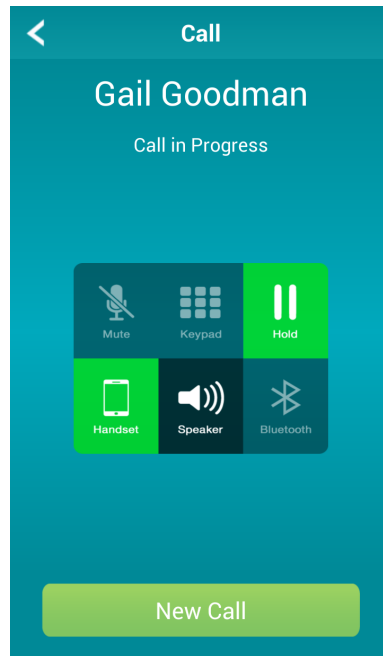 Call
Gail Goodman
Call in Progress
Mute Keypad Hold
Handset Speaker Bluetooth
New Call